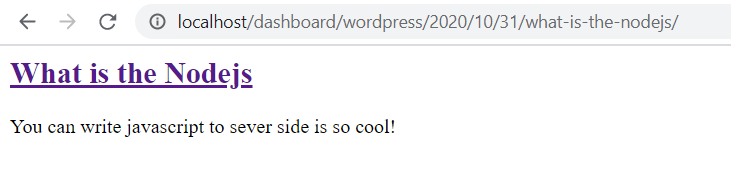 localhost/dashboard/wordpress/2020/10/31/what-is-the-nodejs/
What is the Nodejs
You can write javascript to sever side is so cool!